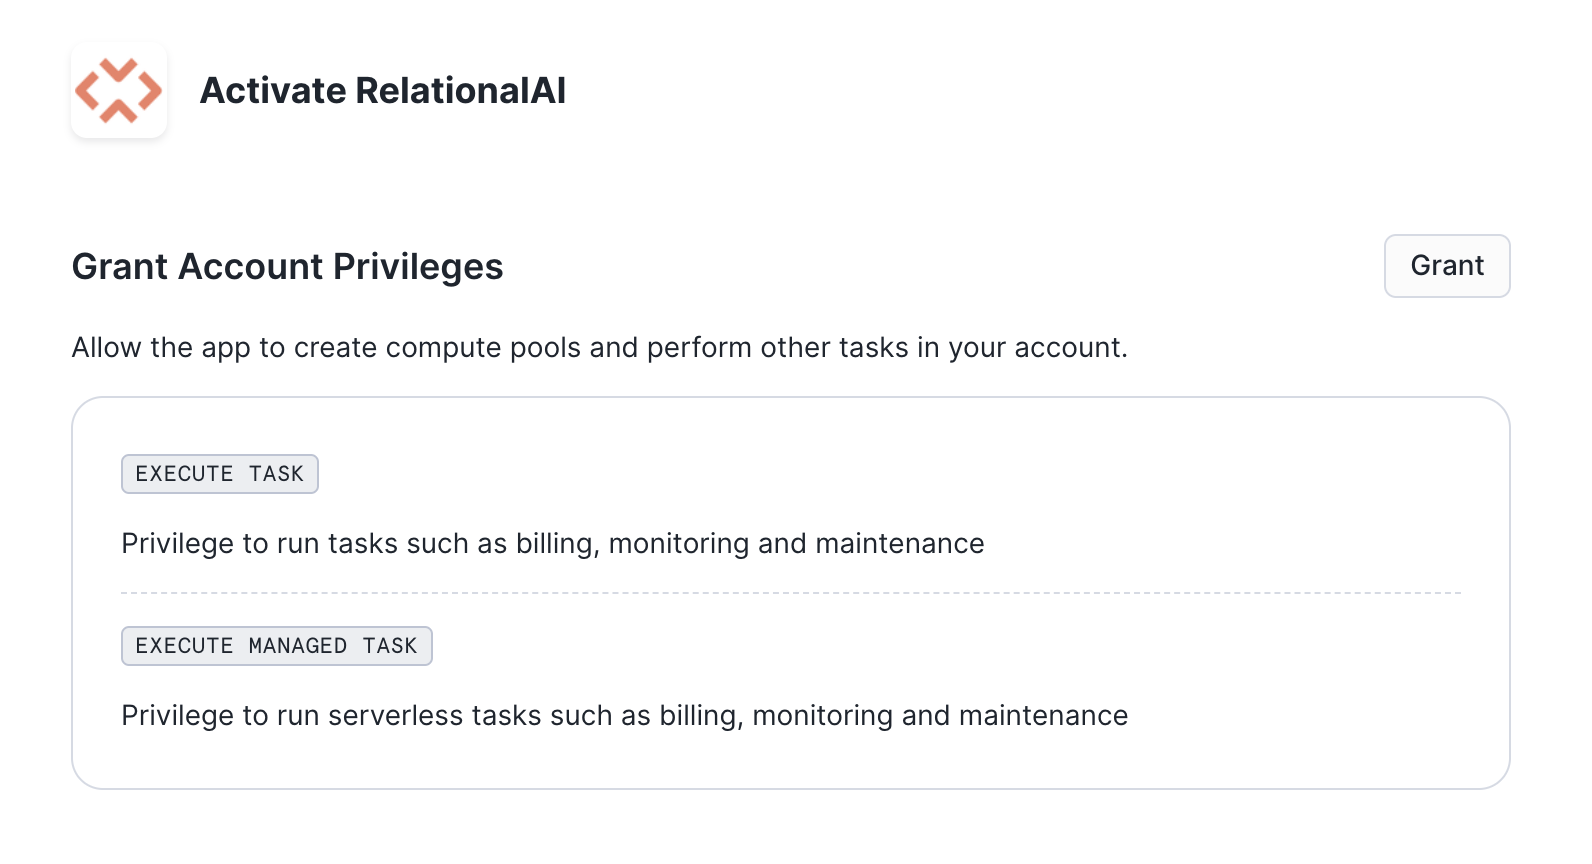 Activate RelationalAI
Grant Account Privileges
Grant
Allow the app to create compute pools and perform other tasks in your account.
EXECUTE TASK
Privilege to run tasks such as billing, monitoring and maintenance
EXECUTE MANAGED TASK
Privilege to run serverless tasks such as billing, monitoring and maintenance